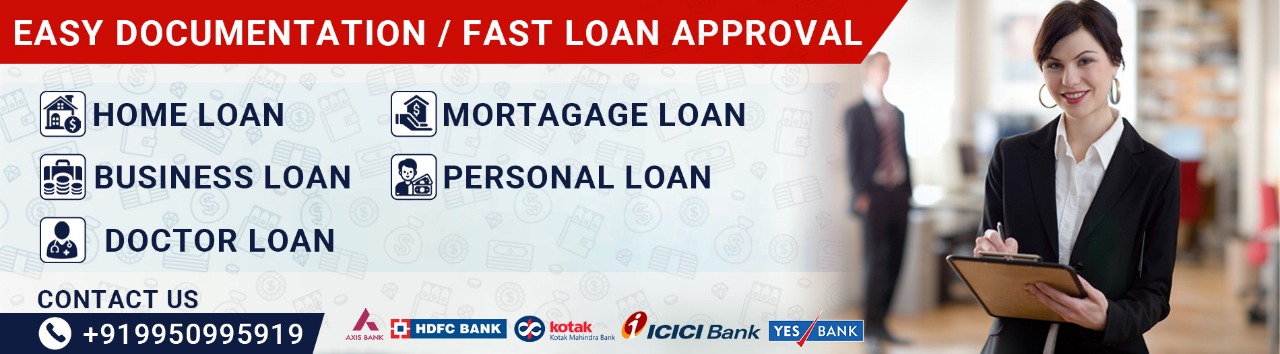 EASY DOCUMENTATION / FAST LOAN APPROVAL
HOME LOAN
MORTAGAGE LOAN
BUSINESS LOAN
PERSONAL LOAN
DOCTOR LOAN
CONTACT US
+919950995919
AXIS BANK
HDFC BANK
kotak
Kotak Mahindra Bank
ICICI Bank
YES BANK